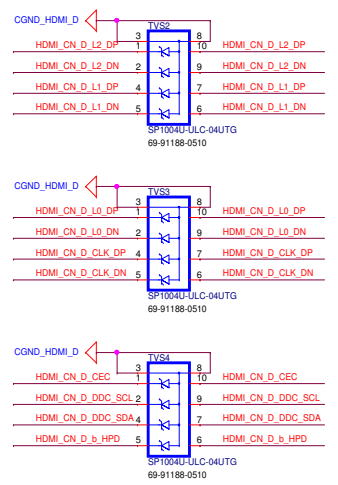 CGND_HDMI_D
TVS2
3 8
HDMI_CN_D_L2_DP 1 10 HDMI_CN_D_L2_DP
HDMI_CN_D_L2_DN 2 9 HDMI_CN_D_L2_DN
HDMI_CN_D_L1_DP 4 7 HDMI_CN_D_L1_DP
HDMI_CN_D_L1_DN 5 6 HDMI_CN_D_L1_DN
SP1004U-ULC-04UTG
69-91188-0510
CGND_HDMI_D
TVS3
3 8
HDMI_CN_D_L0_DP 1 10 HDMI_CN_D_L0_DP
HDMI_CN_D_L0_DN 2 9 HDMI_CN_D_L0_DN
HDMI_CN_D_CLK_DP 4 7 HDMI_CN_D_CLK_DP
HDMI_CN_D_CLK_DN 5 6 HDMI_CN_D_CLK_DN
SP1004U-ULC-04UTG
69-91188-0510
CGND_HDMI_D
TVS4
3 8
HDMI_CN_D_CEC 1 10 HDMI_CN_D_CEC
HDMI_CN_D_DDC_SCL 2 9 HDMI_CN_D_DDC_SCL
HDMI_CN_D_DDC_SDA 4 7 HDMI_CN_D_DDC_SDA
HDMI_CN_D_b_HPD 5 6 HDMI_CN_D_b_HPD
SP1004U-ULC-04UTG
69-91188-0510